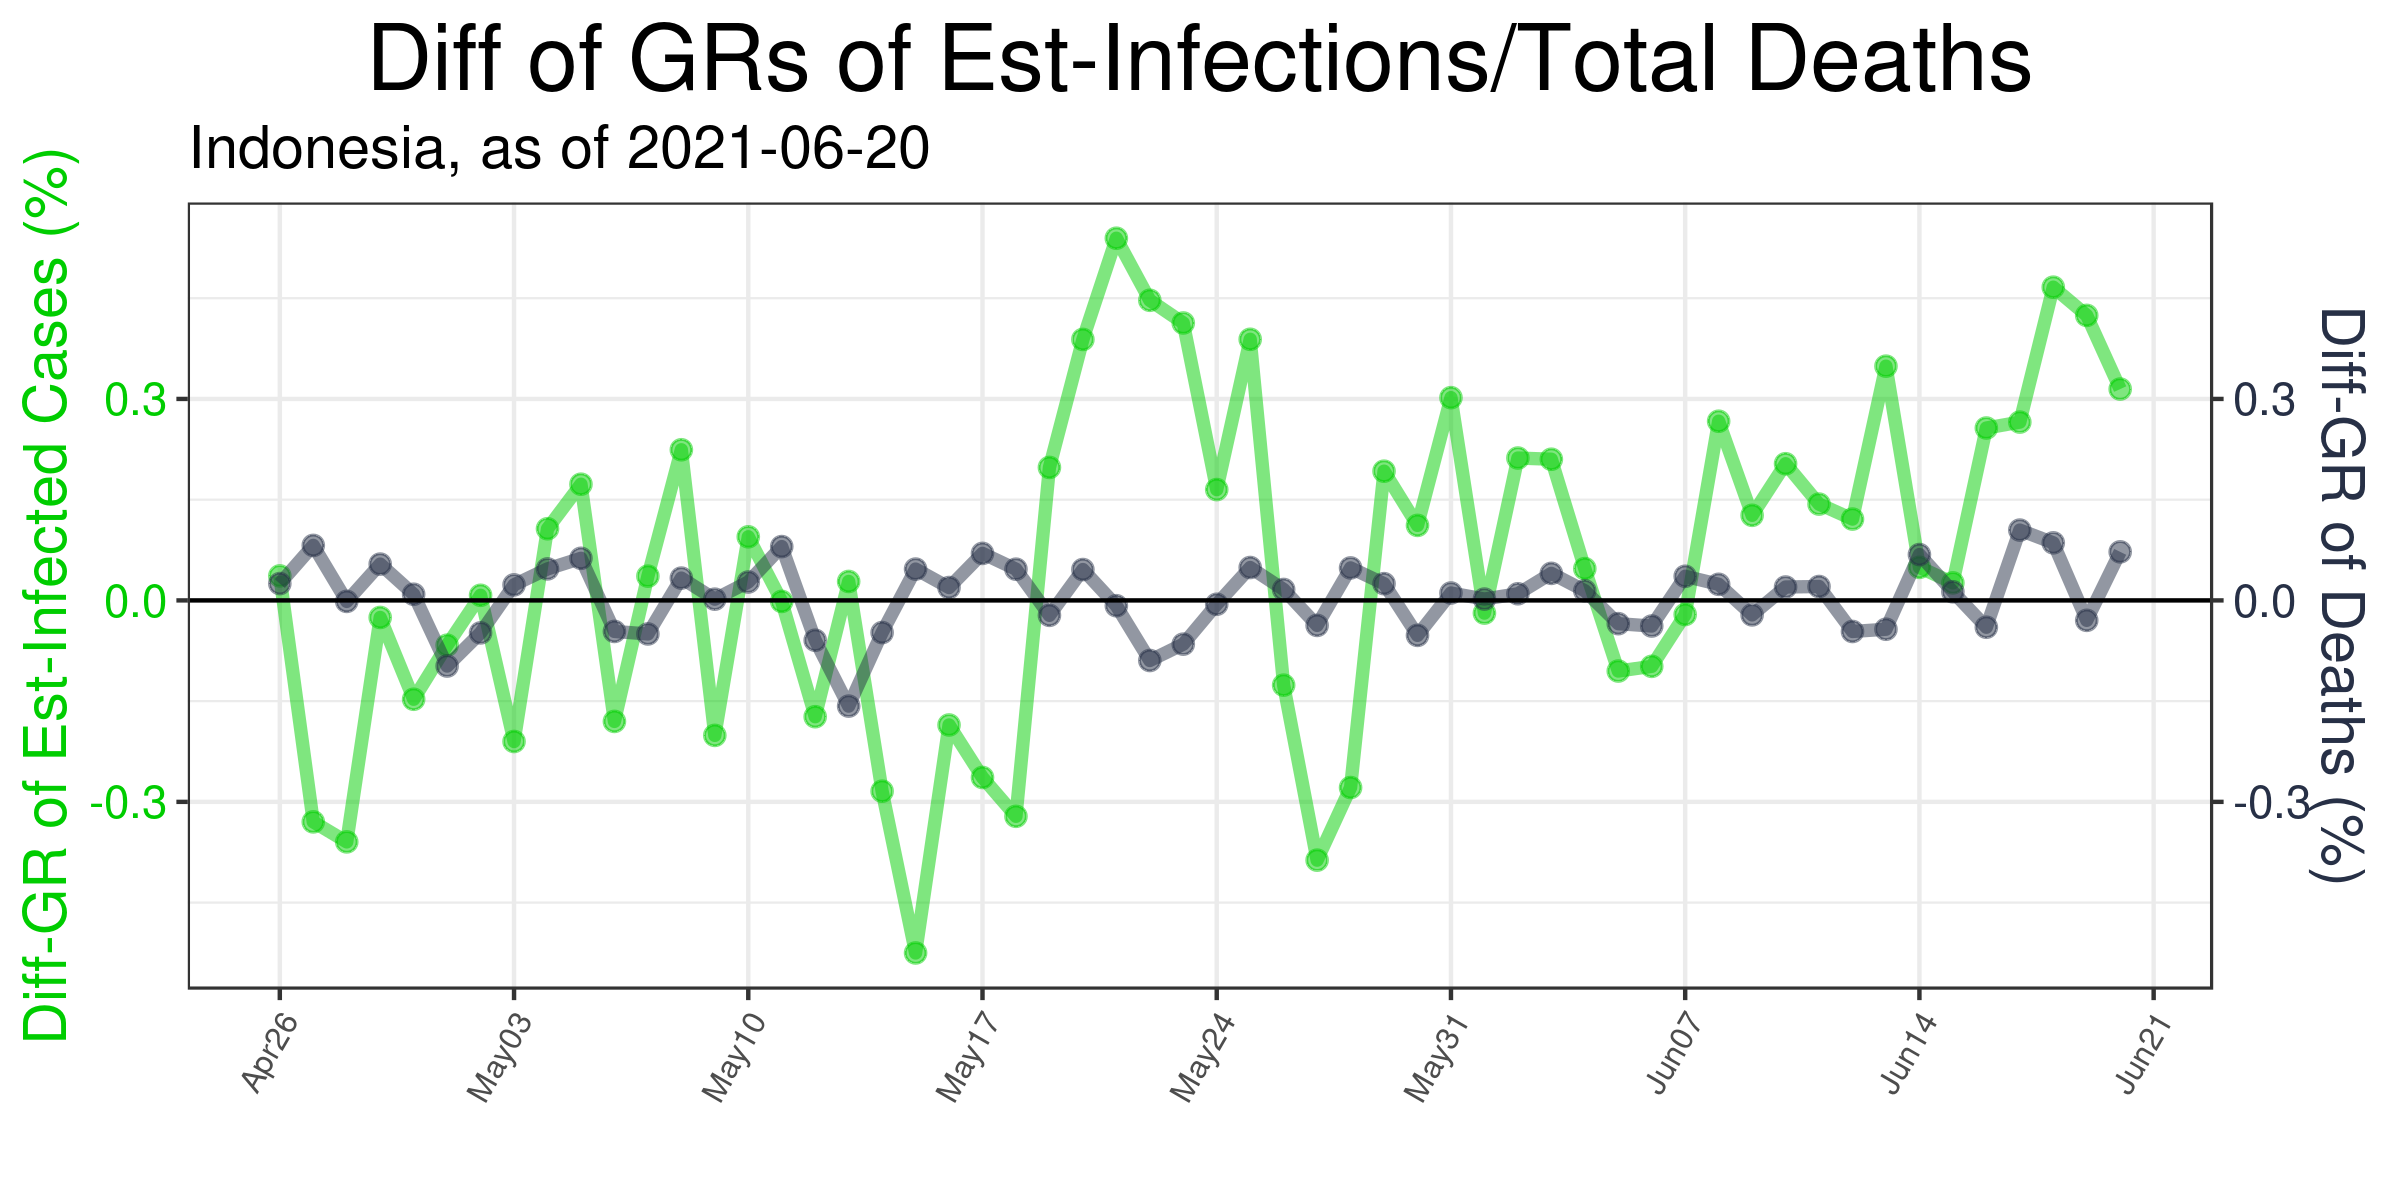 Diff of GRs of Est-Infections/Total Deaths
Indonesia, as of 2021-06-20
Diff-GR of Est-Infected Cases (%)
0.3
0.0
-0.3
0.3
0.0
-0.3
Diff-GR of Deaths (%)
Apr26
May03
May10
May17
May24
May31
Jun07
Jun14
Jun21